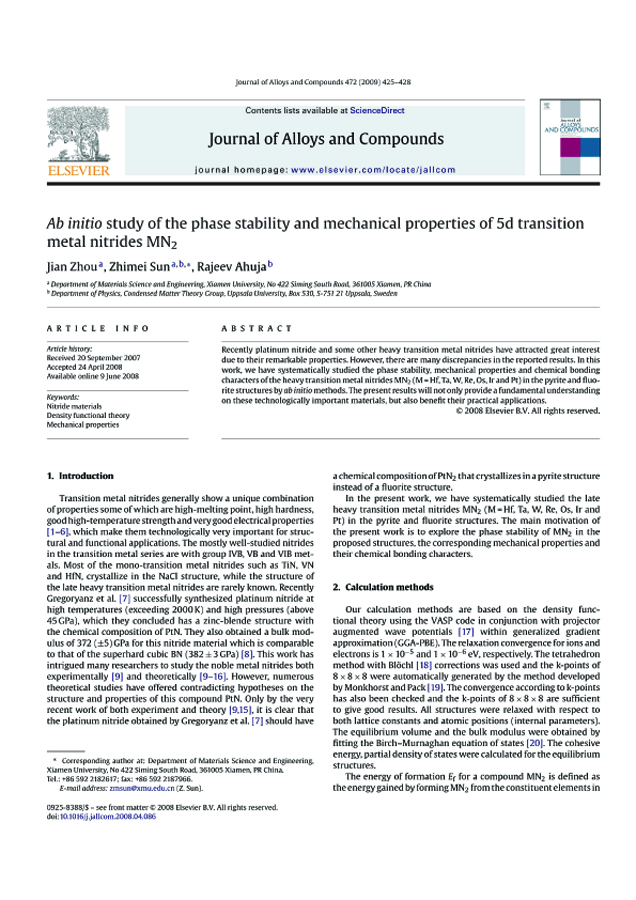 Journal of Alloys and Compounds 472 (2009) 425–428
Contents lists available at ScienceDirect
Journal of Alloys and Compounds
journal homepage: www.elsevier.com/locate/jallcom
ELSEVIER
Journal of
ALLOYS
AND COMPOUNDS
Ab initio study of the phase stability and mechanical properties of 5d transition
metal nitrides MN2
Jian Zhou a, Zhimei Sun a,b,*, Rajeev Ahuja b
a Department of Materials Science and Engineering, Xiamen University, No 422 Siming South Road, 361005 Xiamen, PR China
b Department of Physics, Condensed Matter Theory Group, Uppsala University, Box 530, S-751 21 Uppsala, Sweden
ARTICLE INFO
Article history:
Received 20 September 2007
Accepted 24 April 2008
Available online 9 June 2008
Keywords:
Nitride materials
Density functional theory
Mechanical properties
ABSTRACT
Recently platinum nitride and some other heavy transition metal nitrides have attracted great interest
due to their remarkable properties. However, there are many discrepancies in the reported results. In this
work, we have systematically studied the phase stability, mechanical properties and chemical bonding
characters of the heavy transition metal nitrides MN2 (M = Hf, Ta, W, Re, Os, Ir and Pt) in the pyrite and fluo-
rite structures by ab initio methods. The present results will not only provide a fundamental understanding
on these technologically important materials, but also benefit their practical applications.
© 2008 Elsevier B.V. All rights reserved.
1. Introduction
Transition metal nitrides generally show a unique combination
of properties some of which are high-melting point, high hardness,
good high-temperature strength and very good electrical properties
[1–6], which make them technologically very important for struc-
tural and functional applications. The mostly well-studied nitrides
in the transition metal series are with group IVB, VB and VIB met-
als. Most of the mono-transition metal nitrides such as TiN, VN
and HfN, crystallize in the NaCl structure, while the structure of
the late heavy transition metal nitrides are rarely known. Recently
Gregoryanz et al. [7] successfully synthesized platinum nitride at
high temperatures (exceeding 2000 K) and high pressures (above
45 GPa), which they concluded has a zinc-blende structure with
the chemical composition of PtN. They also obtained a bulk mod-
ulus of 372 (±5) GPa for this nitride material which is comparable
to that of the superhard cubic BN (382 ± 3 GPa) [8]. This work has
intrigued many researchers to study the noble metal nitrides both
experimentally [9] and theoretically [9–16]. However, numerous
theoretical studies have offered contradicting hypotheses on the
structure and properties of this compound PtN. Only by the very
recent work of both experiment and theory [9,15], it is clear that
the platinum nitride obtained by Gregoryanz et al. [7] should have
* Corresponding author at: Department of Materials Science and Engineering,
Xiamen University, No 422 Siming South Road, 361005 Xiamen, PR China.
Tel.: +86 592 2182617; fax: +86 592 2187966.
E-mail address: zmsun@xmu.edu.cn (Z. Sun).
0925-8388/$ – see front matter © 2008 Elsevier B.V. All rights reserved.
doi:10.1016/j.jallcom.2008.04.086
a chemical composition of PtN2 that crystallizes in a pyrite structure
instead of a fluorite structure.
In the present work, we have systematically studied the late
heavy transition metal nitrides MN2 (M = Hf, Ta, W, Re, Os, Ir and
Pt) in the pyrite and fluorite structures. The main motivation of
the present work is to explore the phase stability of MN2 in the
proposed structures, the corresponding mechanical properties and
their chemical bonding characters.
2. Calculation methods
Our calculation methods are based on the density func-
tional theory using the VASP code in conjunction with projector
augmented wave potentials [17] within generalized gradient
approximation (GGA-PBE). The relaxation convergence for ions and
electrons is 1 × 10−5 and 1 × 10−6 eV, respectively. The tetrahedron
method with Blöchl [18] corrections was used and the k-points of
8 × 8 × 8 were automatically generated by the method developed
by Monkhorst and Pack [19]. The convergence according to k-points
has also been checked and the k-points of 8 × 8 × 8 are sufficient
to give good results. All structures were relaxed with respect to
both lattice constants and atomic positions (internal parameters).
The equilibrium volume and the bulk modulus were obtained by
fitting the Birch–Murnaghan equation of states [20]. The cohesive
energy, partial density of states were calculated for the equilibrium
structures.
The energy of formation Ef for a compound MN2 is defined as
the energy gained by forming MN2 from the constituent elements in